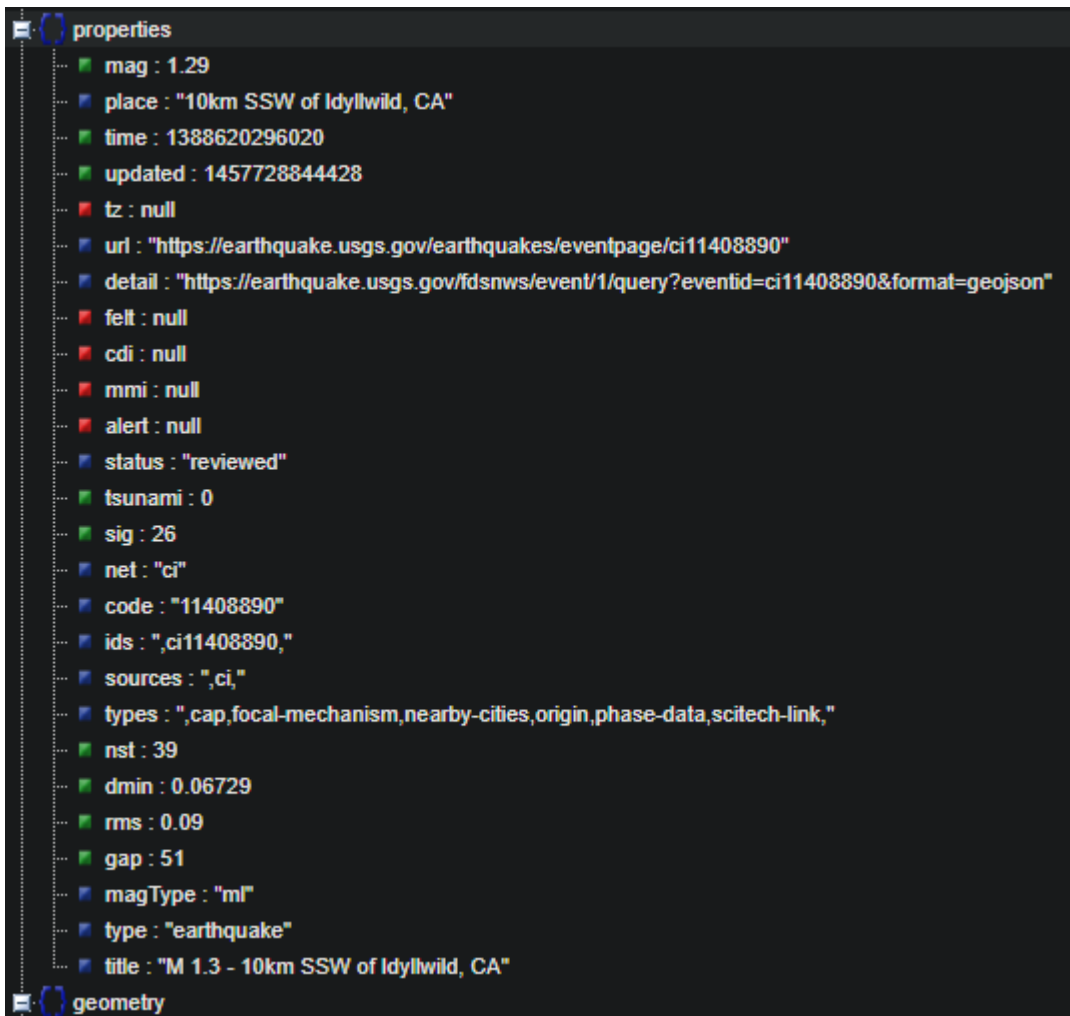 properties
mag : 1.29
place : "10km SSW of Idyllwild, CA"
time : 1388620296020
updated : 1457728844428
tz : null
url : "https://earthquake.usgs.gov/earthquakes/eventpage/ci11408890"
detail : "https://earthquake.usgs.gov/fdsnws/event/1/query?eventid=ci11408890&format=geojson"
felt : null
cdi : null
mmi : null
alert : null
status : "reviewed"
tsunami : 0
sig : 26
net : "ci"
code : "11408890"
ids : ",ci11408890,"
sources : ",ci,"
types : ",cap,focal-mechanism,nearby-cities,origin,phase-data,scitech-link,"
nst : 39
dmin : 0.06729
rms : 0.09
gap : 51
magType : "ml"
type : "earthquake"
title : "M 1.3 - 10km SSW of Idyllwild, CA"
geometry